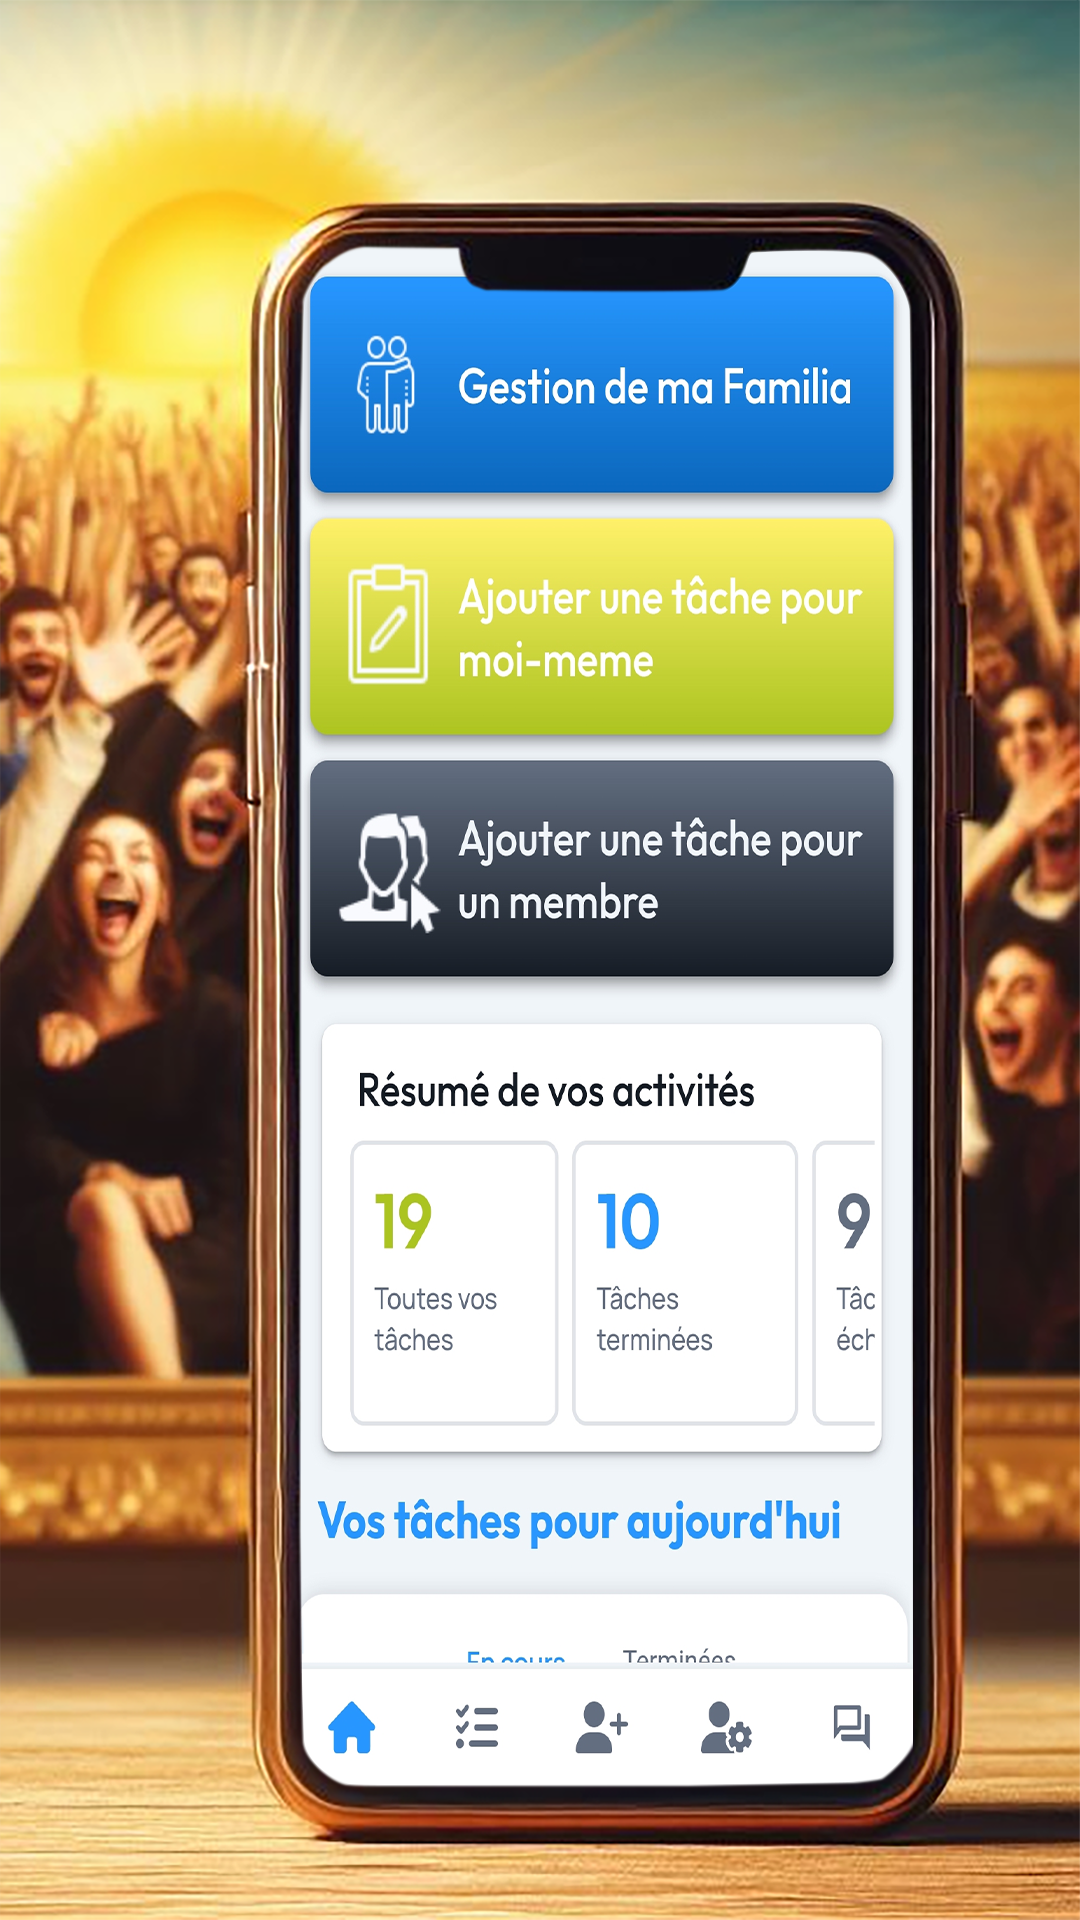 Gestion de ma Familia
Ajouter une tâche pour
moi-meme
Ajouter une tâche pour
un membre
Résumé de vos activités
19
10
9
Toutes vos
tâches
Tâches
terminées
Tâc
éch
Vos tâches pour aujourd'hui
En cours
Terminées